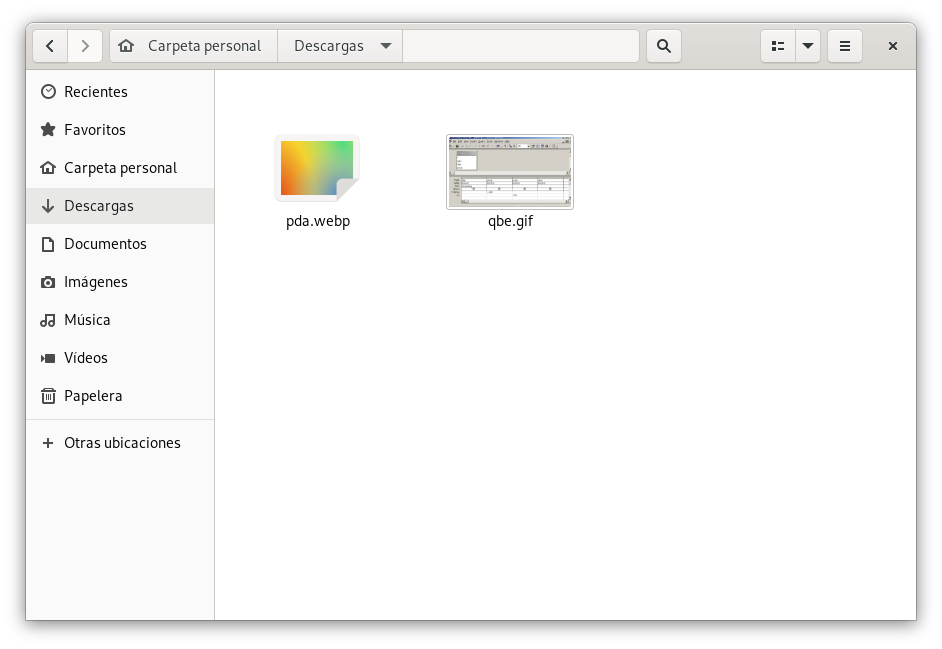 Carpeta personal
Descargas
Recientes
Favoritos
Carpeta personal
Descargas
Documentos
Imágenes
Música
Vídeos
Papelera
Otras ubicaciones
pda.webp
qbe.gif